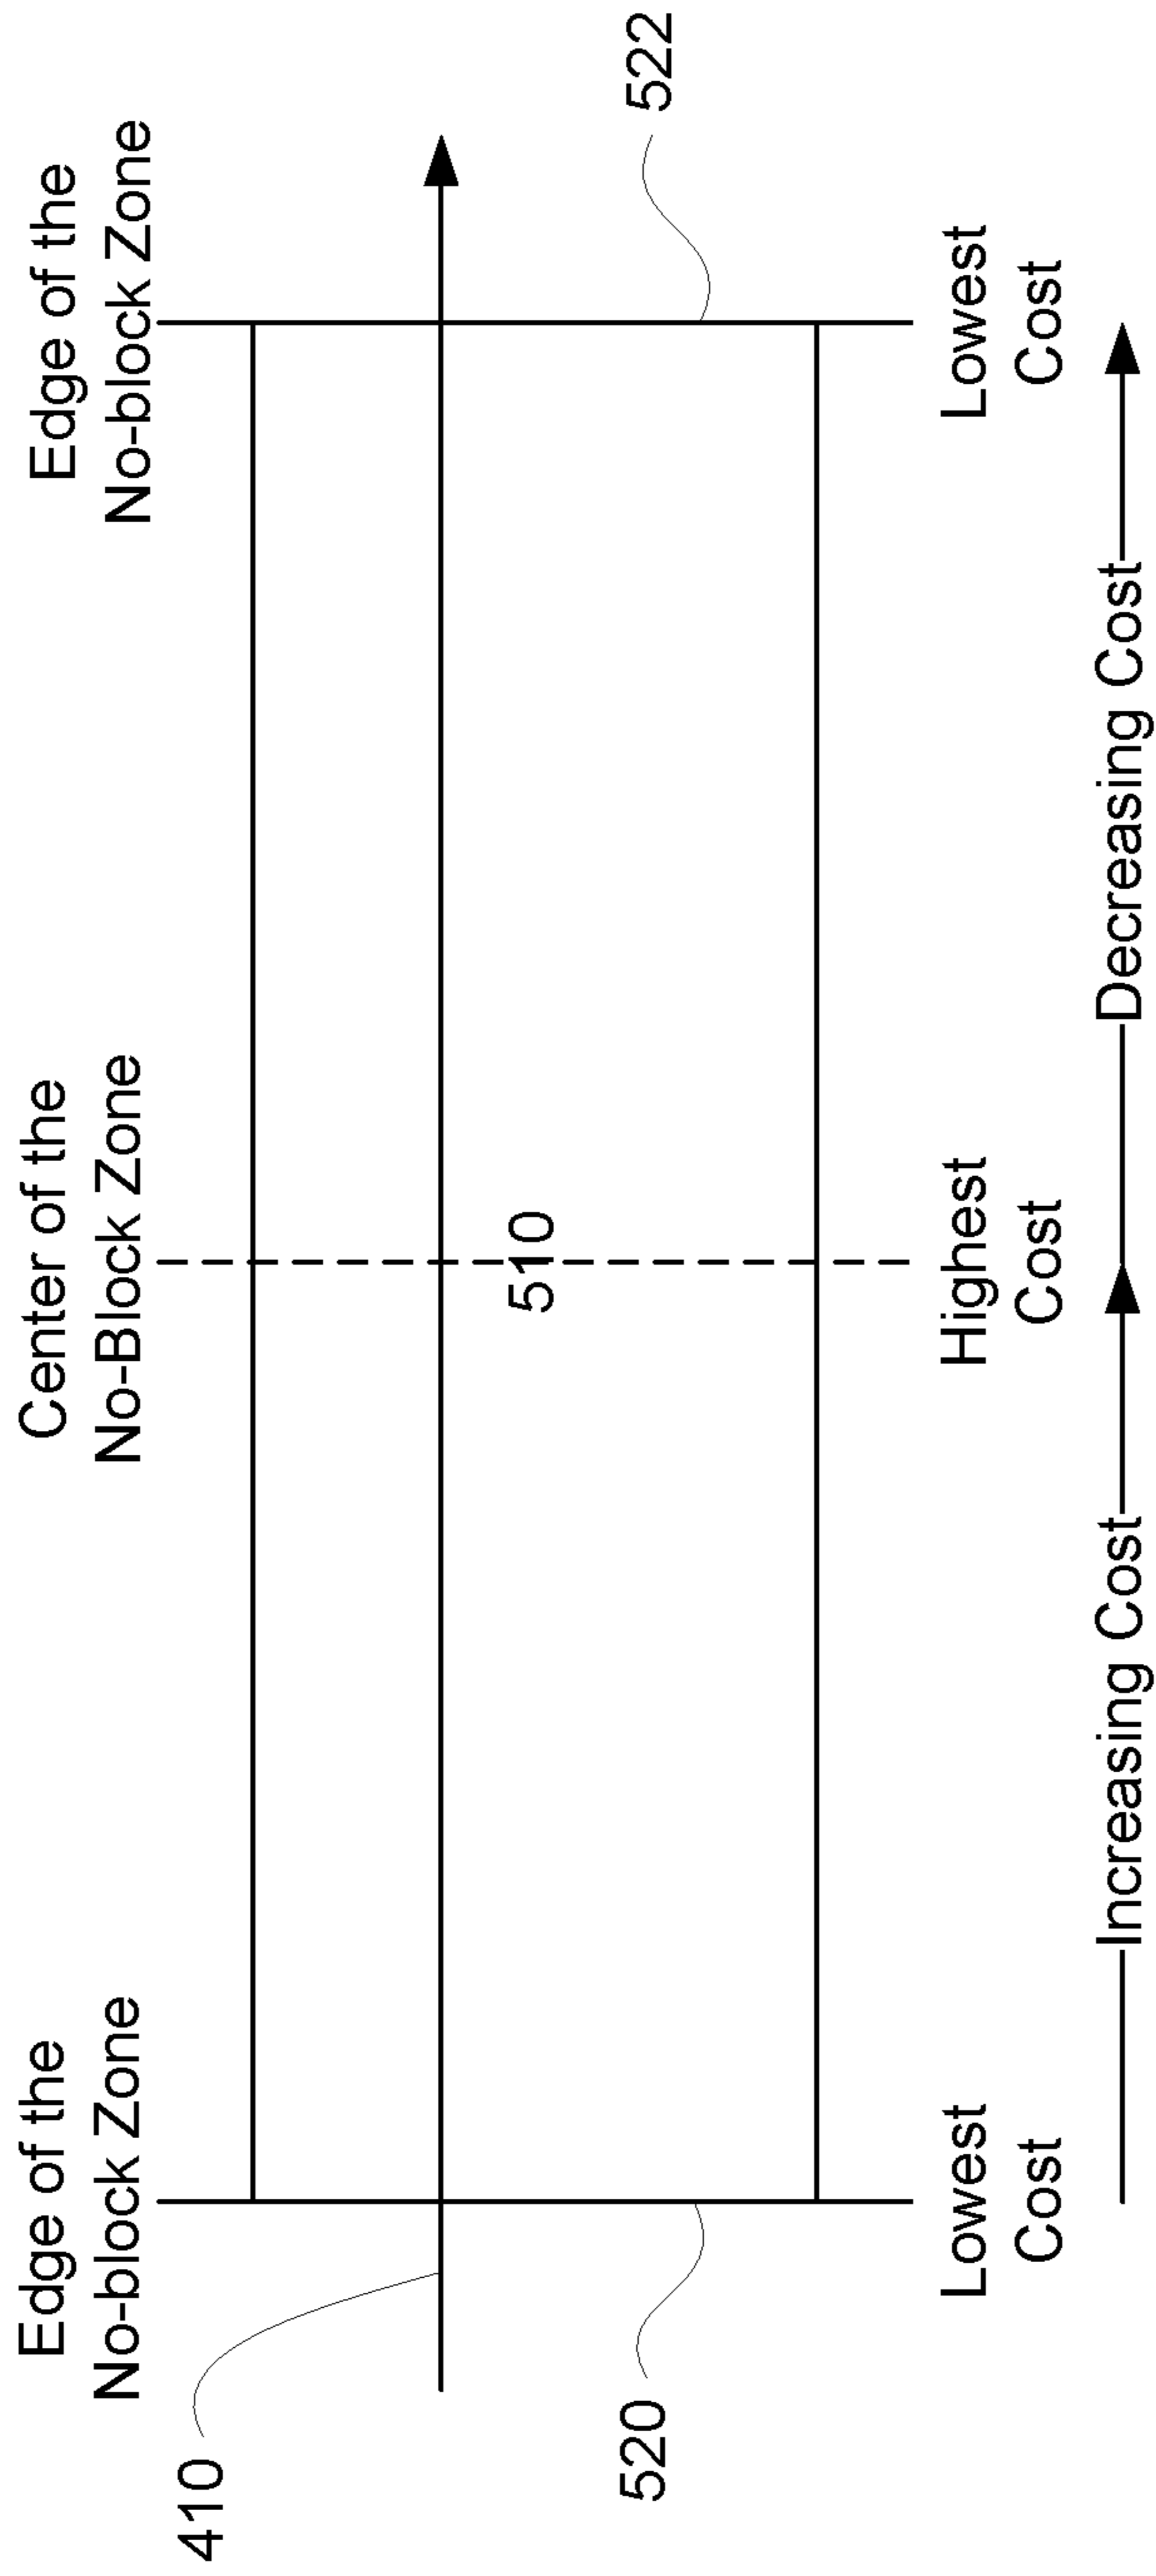 Edge of the
No-block Zone
Center of the
No-Block Zone
Edge of the
No-block Zone
410
510
520
522
Lowest
Cost
Highest
Cost
Lowest
Cost
Increasing Cost
Decreasing Cost